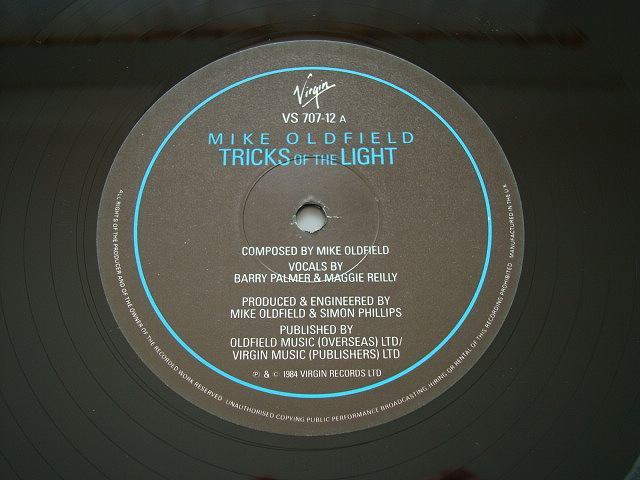 Virgin
VS 707-12 A
MIKE OLDFIELD
TRICKS OF THE LIGHT
COMPOSED BY MIKE OLDFIELD
VOCALS BY
BARRY PALMER & MAGGIE REILLY
PRODUCED & ENGINEERED BY
MIKE OLDFIELD & SIMON PHILLIPS
PUBLISHED BY
OLDFIELD MUSIC (OVERSEAS) LTD/
VIRGIN MUSIC (PUBLISHERS) LTD
℗ & © 1984 VIRGIN RECORDS LTD
ALL RIGHTS OF THE PRODUCER AND OF THE OWNER OF THE RECORDED WORK RESERVED. UNAUTHORISED COPYING PUBLIC PERFORMANCE BROADCASTING, HIRING OR RENTAL OF THIS RECORDING PROHIBITED. MANUFACTURED IN THE U.K.